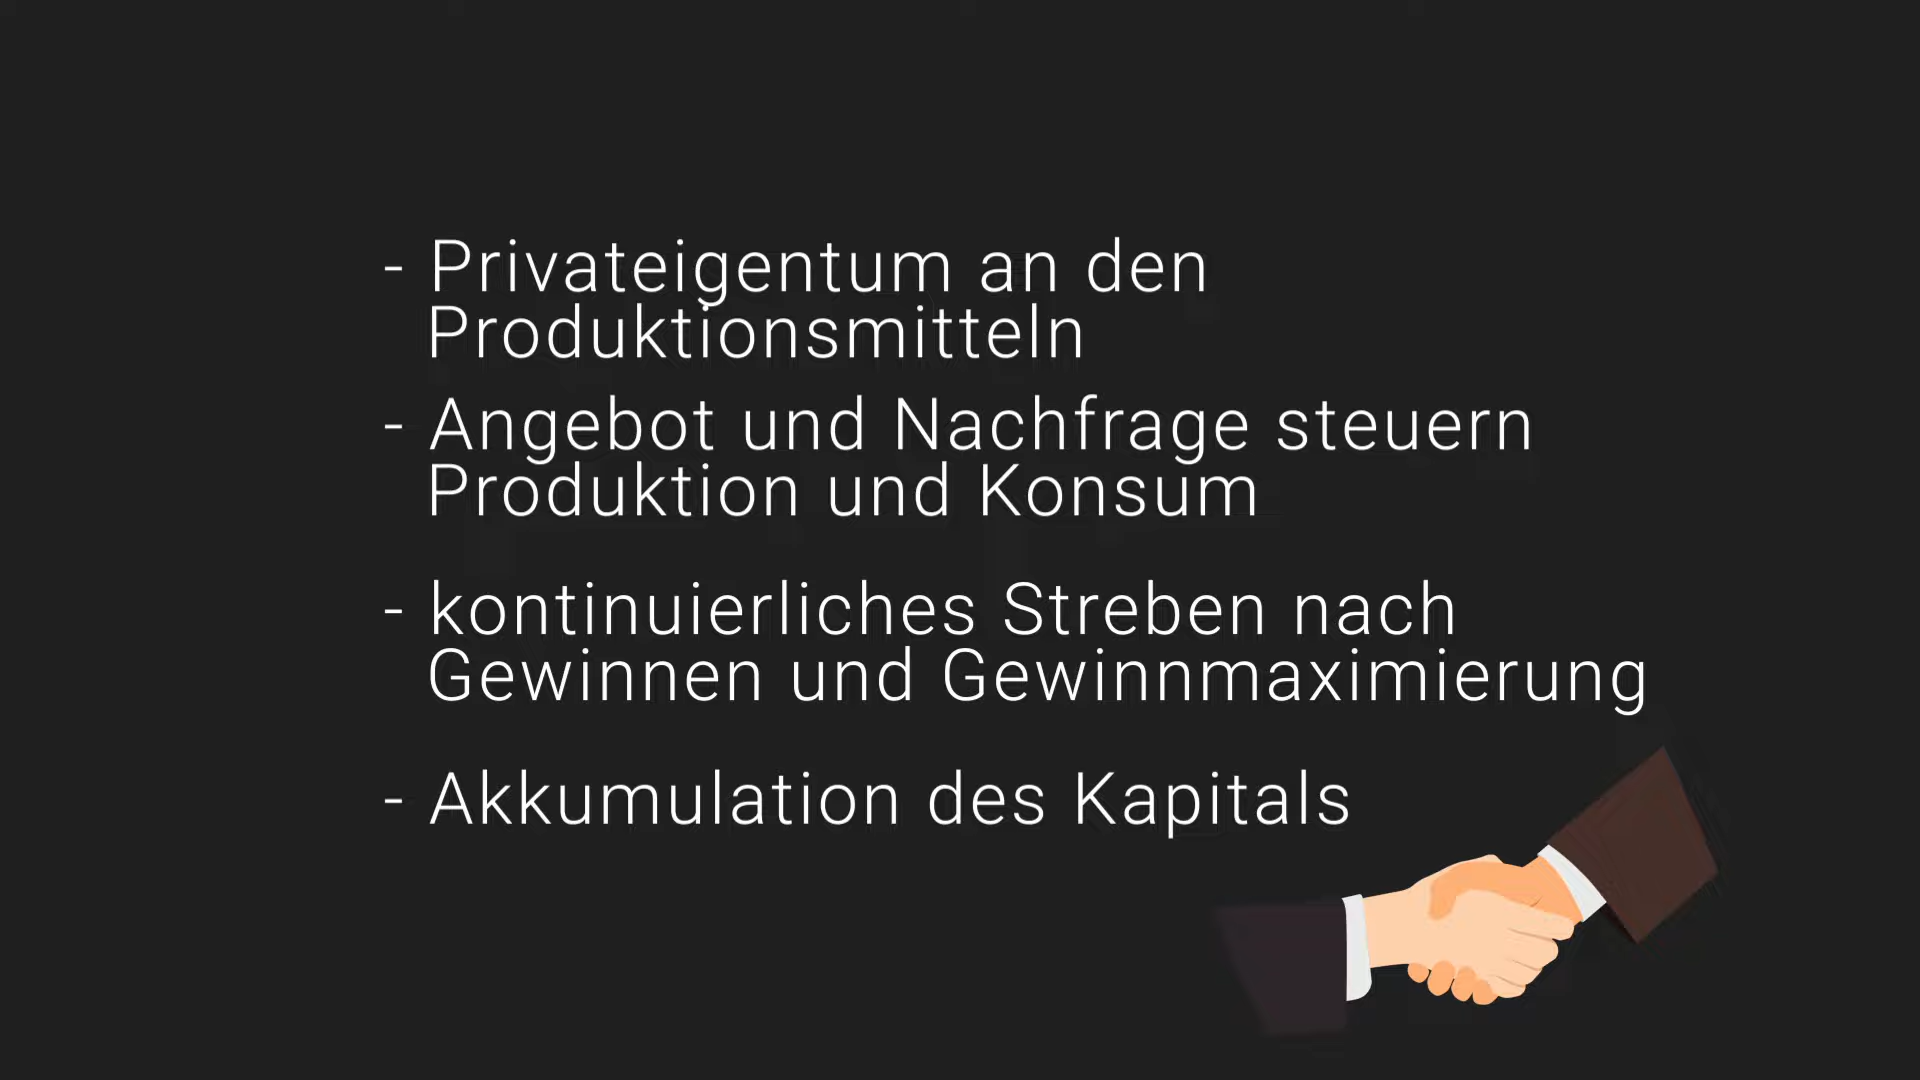 - Privateigentum an den
Produktionsmitteln
- Angebot und Nachfrage steuern
Produktion und Konsum
- kontinuierliches Streben nach
Gewinnen und Gewinnmaximierung
- Akkumulation des Kapitals